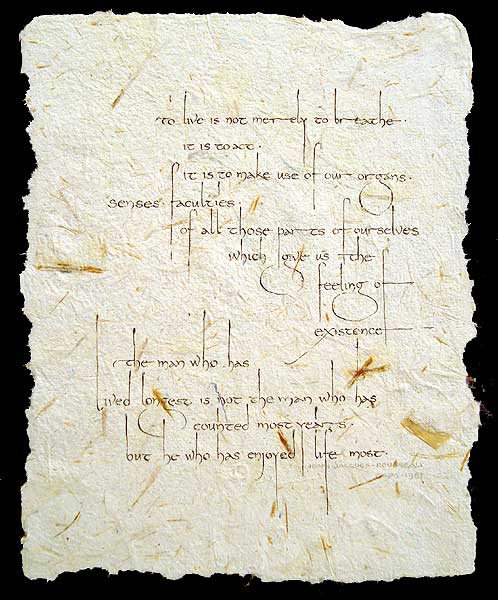 to live is not merely to breathe.
it is to act.
it is to make use of our organs.
senses. faculties.
of all those parts of ourselves
which give us the
feeling of
existence
the man who has
lived longest is not the man who has
counted most years.
but he who has enjoyed life most.
JEAN-JACQUES-ROUSSEAU